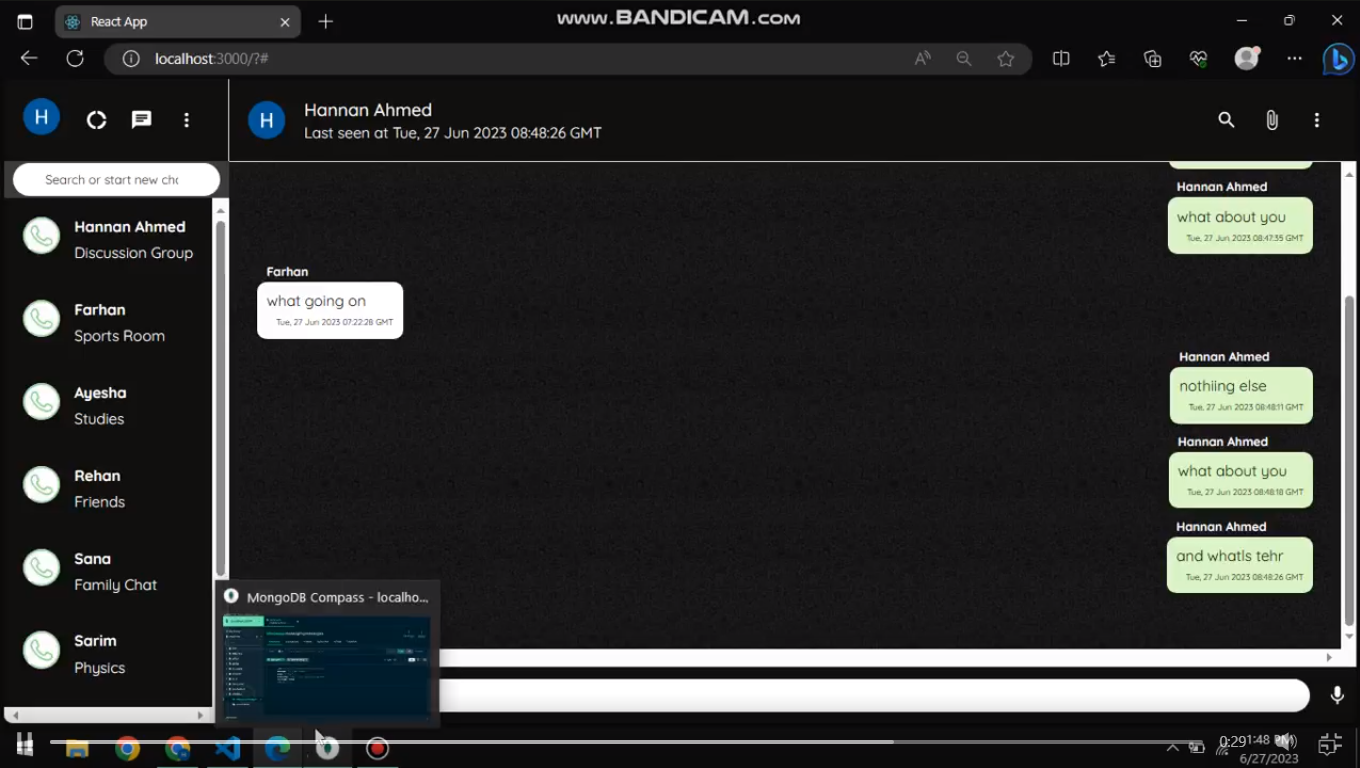 React App
www.BANDICAM.com
localhost:3000/?#
H
H
Hannan Ahmed
Last seen at Tue, 27 Jun 2023 08:48:26 GMT
Search or start new cha
Hannan Ahmed
Discussion Group
Farhan
Sports Room
Ayesha
Studies
Rehan
Friends
Sana
Family Chat
Sarim
Physics
Hannan Ahmed
what about you
Tue, 27 Jun 2023 08:47:35 GMT
Farhan
what going on
Tue, 27 Jun 2023 07:22:28 GMT
Hannan Ahmed
nothiing else
Tue, 27 Jun 2023 08:48:11 GMT
Hannan Ahmed
what about you
Tue, 27 Jun 2023 08:48:18 GMT
Hannan Ahmed
and whatIs tehr
Tue, 27 Jun 2023 08:48:26 GMT
MongoDB Compass - localho...
0:29
1:48 PM
6/27/2023